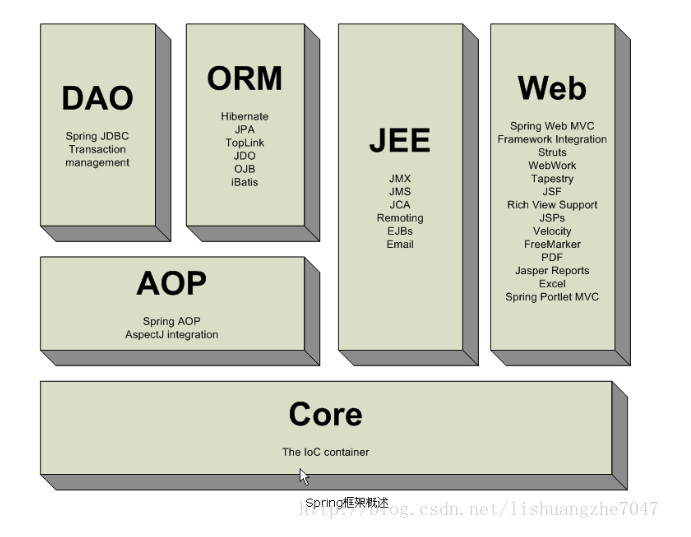 DAO
Spring JDBC
Transaction
management
ORM
Hibernate
JPA
TopLink
JDO
OJB
iBatis
JEE
JMX
JMS
JCA
Remoting
EJBs
Email
Web
Spring Web MVC
Framework Integration
Struts
WebWork
Tapestry
JSF
Rich View Support
JSPs
Velocity
FreeMarker
PDF
Jasper Reports
Excel
Spring Portlet MVC
AOP
Spring AOP
AspectJ integration
Core
The IoC container
Spring框架概述
http://blog.csdn.net/lishuangzhe7047